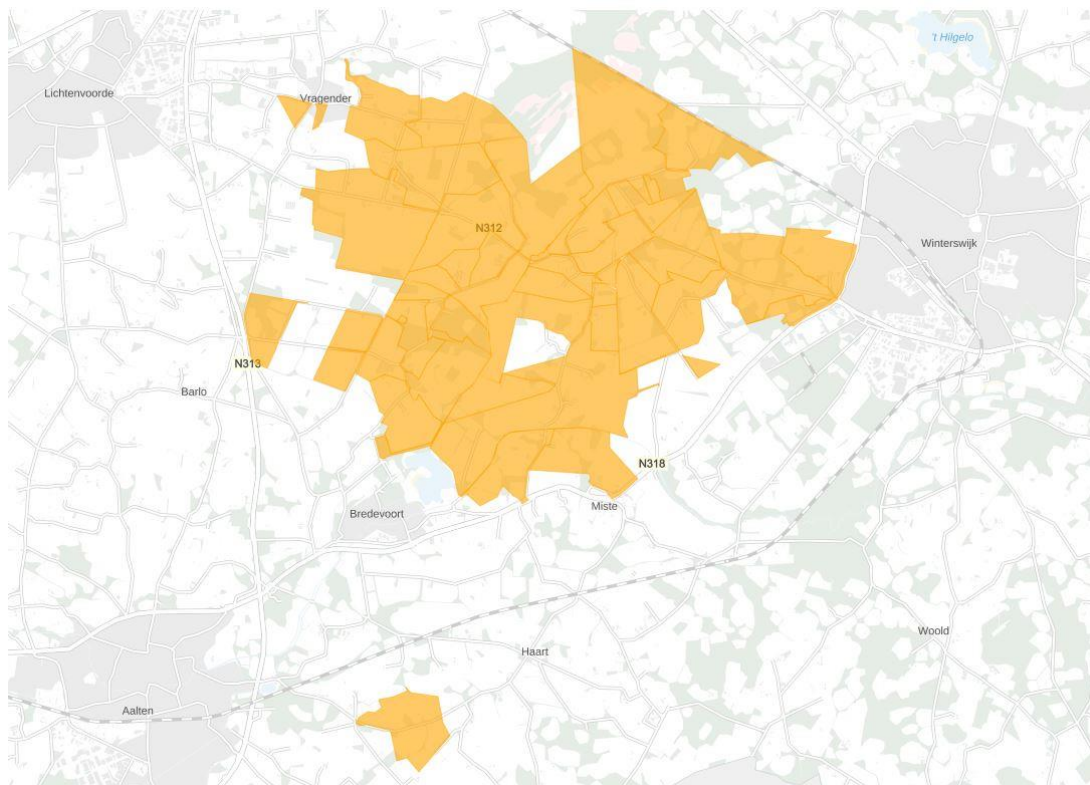 't Hilgelo
Lichtenvoorde
Vragender
N312
Winterswijk
N313
Barlo
N318
Miste
Bredevoort
Woold
Haart
Aalten